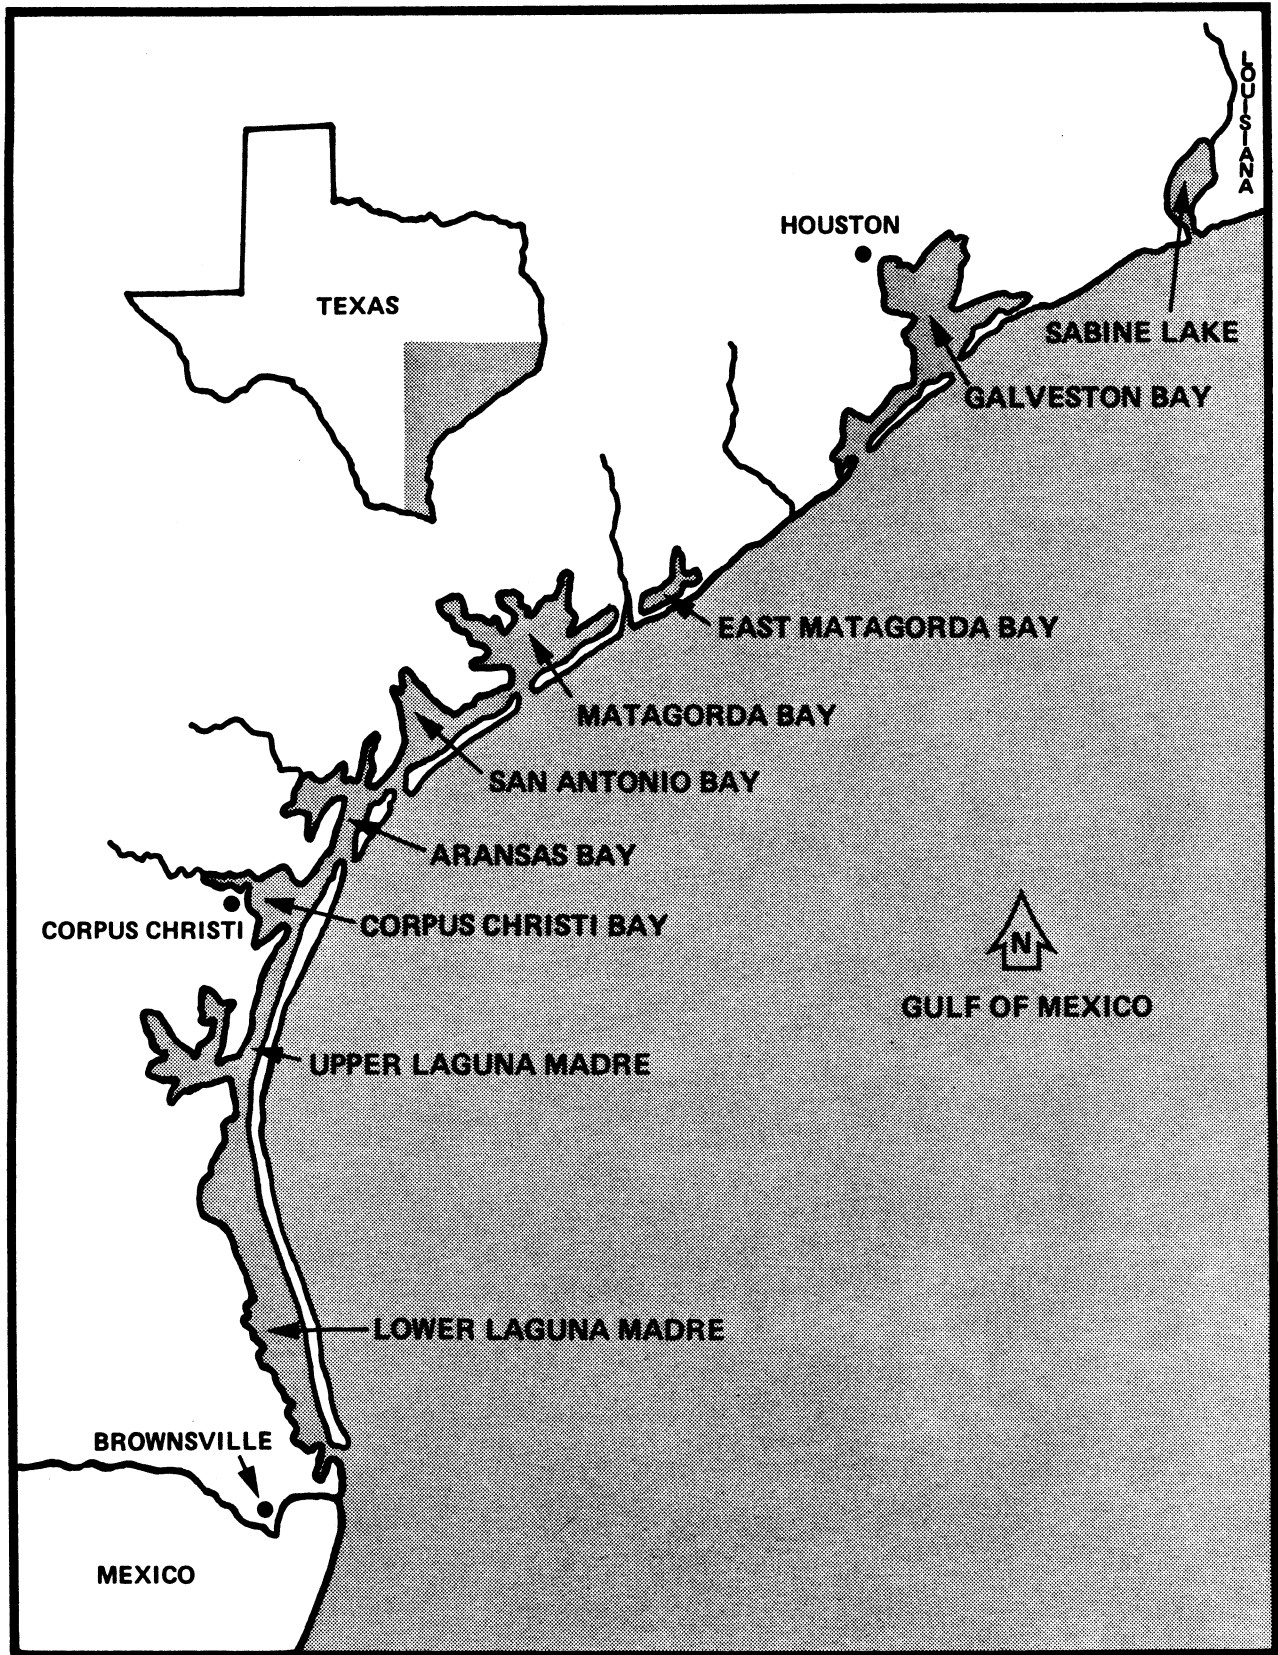 LOUISIANA
HOUSTON
TEXAS
SABINE LAKE
GALVESTON BAY
EAST MATAGORDA BAY
MATAGORDA BAY
SAN ANTONIO BAY
ARANSAS BAY
CORPUS CHRISTI
CORPUS CHRISTI BAY
N
GULF OF MEXICO
UPPER LAGUNA MADRE
LOWER LAGUNA MADRE
BROWNSVILLE
MEXICO